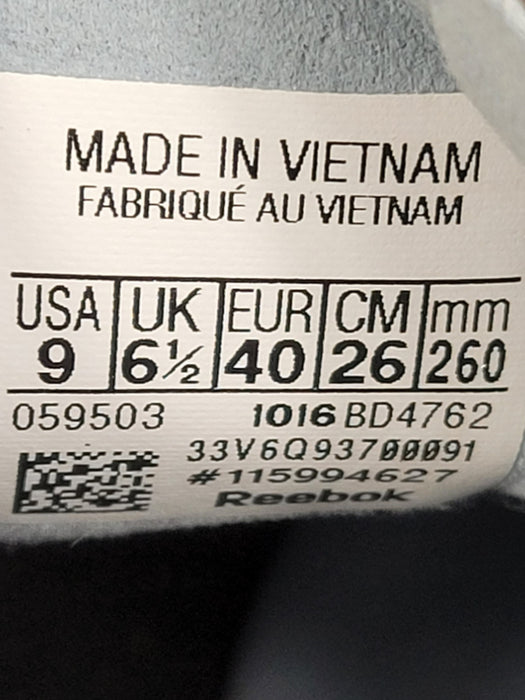 MADE IN VIETNAM
FABRIQUÉ AU VIETNAM
USA UK EUR CM mm
9 6½ 40 26 260
059503 1016 BD4762
33V6Q93700091
#115994627
Reebok